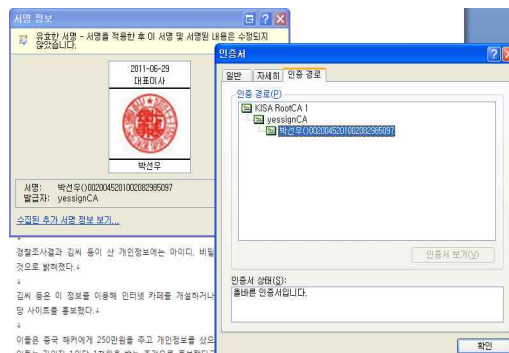 서명 정보
유효한 서명 - 서명을 적용한 후 이 서명 및 서명된 내용은 수정되지
않았습니다.
2011-06-29
대표이사
박선우
서명: 박선우()0020045201002082985097
발급자: yessignCA
수집된 추가 서명 정보 보기...
경찰조사결과 김씨 등이 산 개인정보에는 아이디, 비밀
것으로 밝혀졌다.
김씨 등은 이 정보를 이용해 인터넷 카페를 개설하거나
당 사이트를 홍보했다.
이들은 중국 해커에게 250만원을 주고 개인정보를 샀으
인증서
일반 자세히 인증 경로
인증 경로(P)
KISA RootCA 1
yessignCA
박선우()0020045201002082985097
인증서 보기(V)
인증서 상태(S):
올바른 인증서입니다.
확인